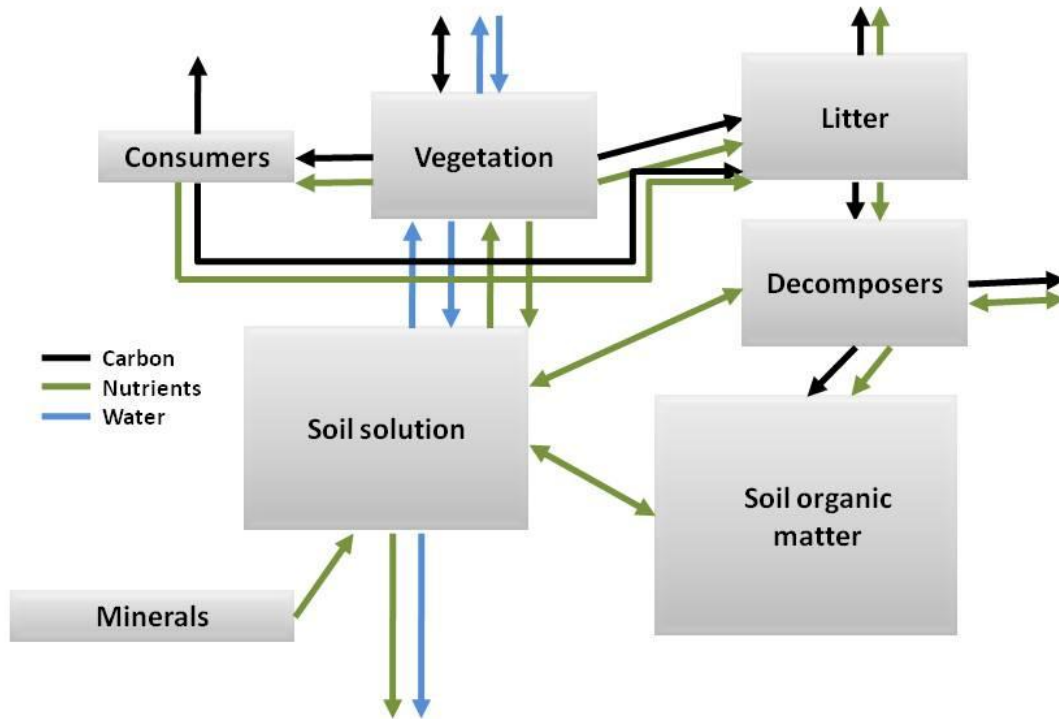 Litter
Consumers
Vegetation
Decomposers
Carbon
Nutrients
Water
Soil solution
Soil organic
matter
Minerals